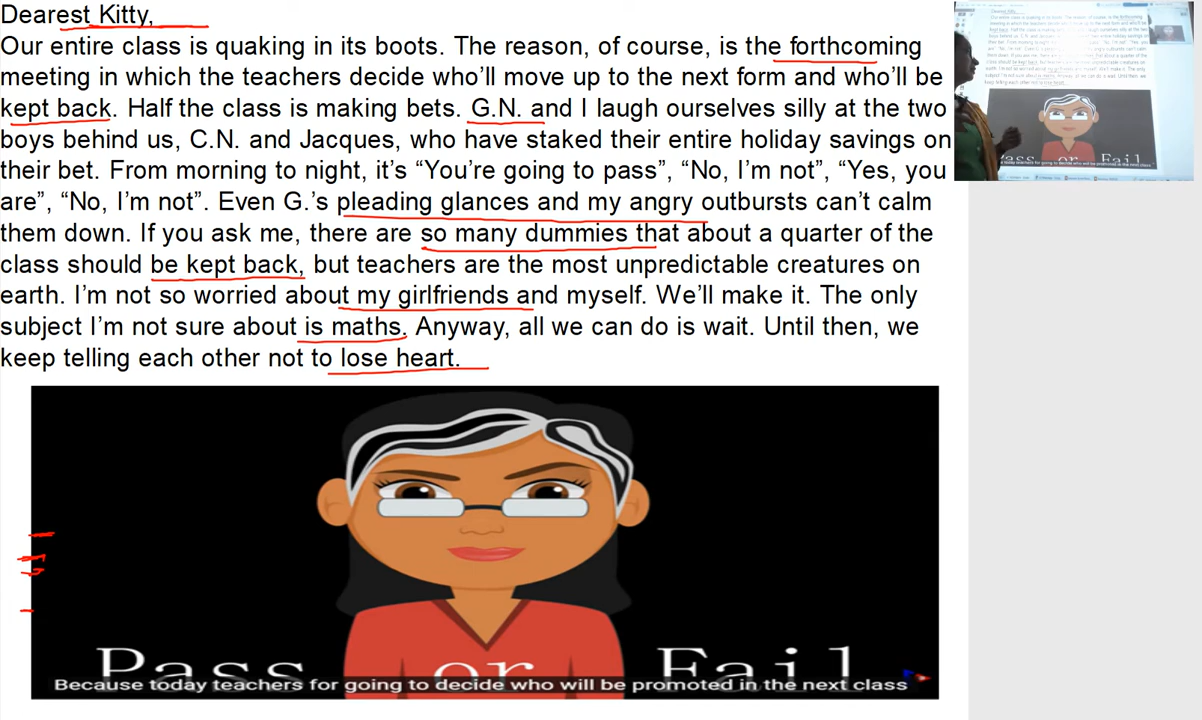 Dearest Kitty,
Our entire class is quaking in its boots. The reason, of course, is the forthcoming
meeting in which the teachers decide who’ll move up to the next form and who’ll be
kept back. Half the class is making bets. G.N. and I laugh ourselves silly at the two
boys behind us, C.N. and Jacques, who have staked their entire holiday savings on
their bet. From morning to night, it’s “You’re going to pass”, “No, I’m not”, “Yes, you
are”, “No, I’m not”. Even G.’s pleading glances and my angry outbursts can’t calm
them down. If you ask me, there are so many dummies that about a quarter of the
class should be kept back, but teachers are the most unpredictable creatures on
earth. I’m not so worried about my girlfriends and myself. We’ll make it. The only
subject I’m not sure about is maths. Anyway, all we can do is wait. Until then, we
keep telling each other not to lose heart.
Pass or Fail
Because today teachers for going to decide who will be promoted in the next class